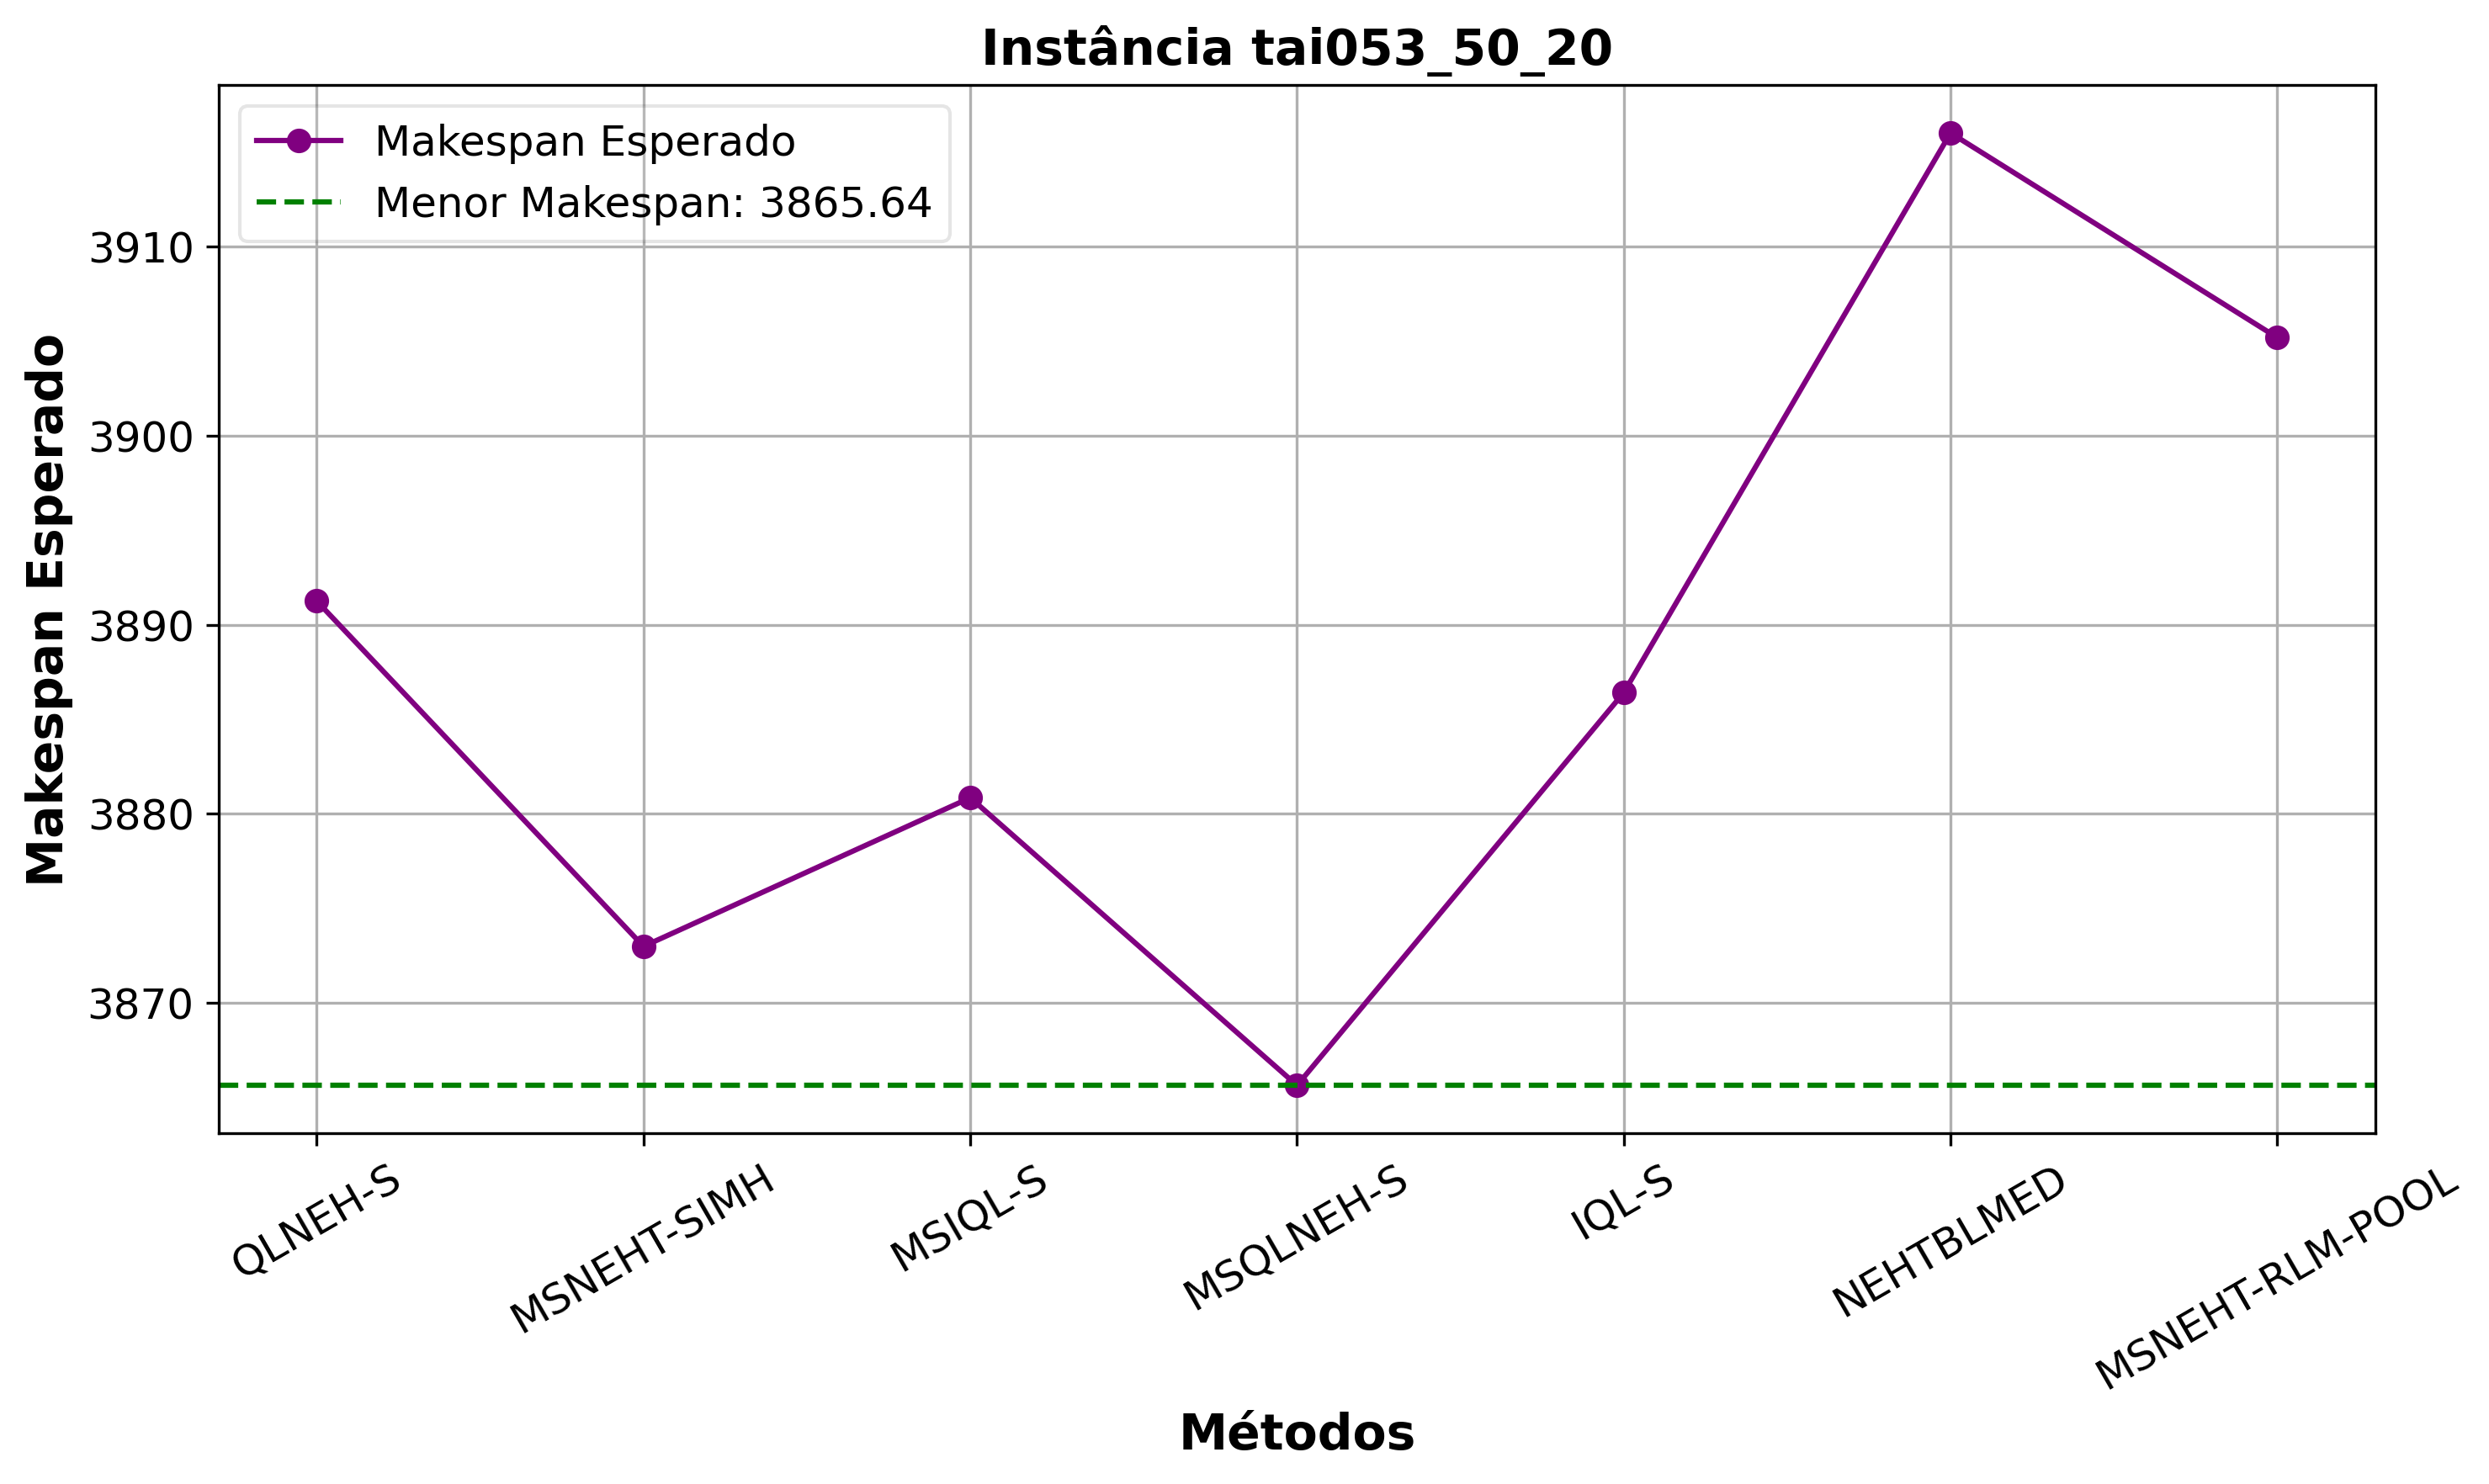 Instância tai053_50_20
Makespan Esperado
Menor Makespan: 3865.64
Makespan Esperado
3910
3900
3890
3880
3870
QLNEH-S
MSNEHT-SIMH
MSIQL-S
MSQLNEH-S
IQL-S
NEHTBLMED
MSNEHT-RLM-POOL
Métodos